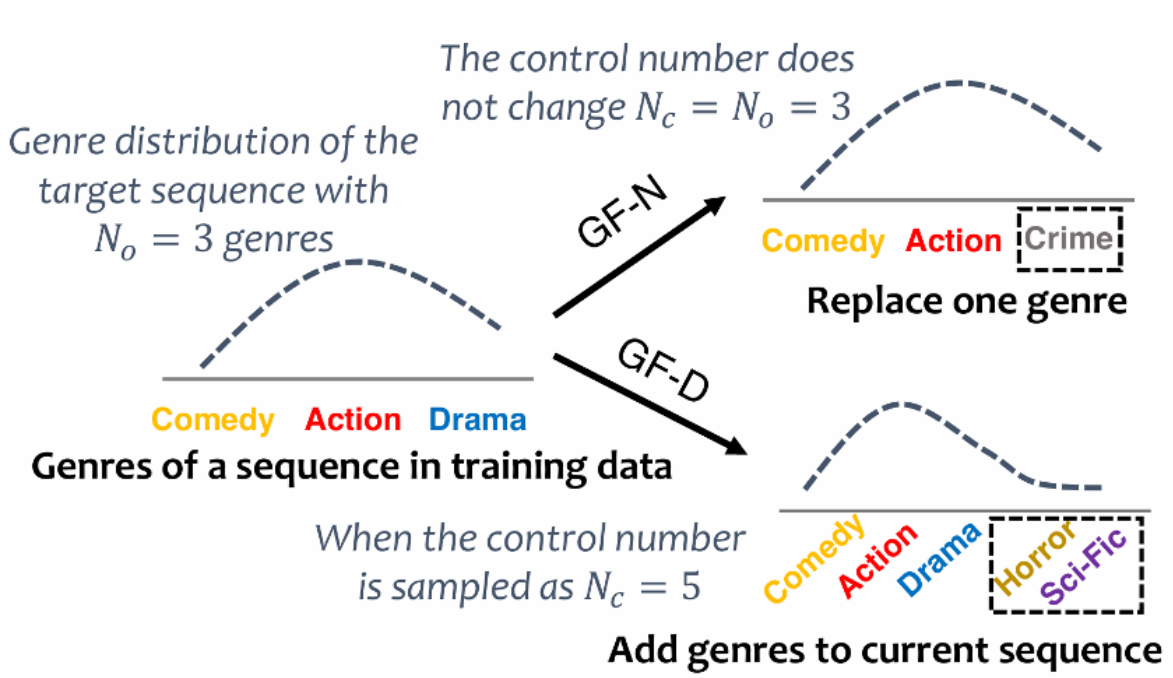 The control number does
not change N_c = N_o = 3
Genre distribution of the
target sequence with
N_o = 3 genres
GF-N
Comedy Action Crime
Replace one genre
GF-D
Comedy Action Drama
Genres of a sequence in training data
When the control number
is sampled as N_c = 5
Comedy Action Drama Horror Sci-Fic
Add genres to current sequence